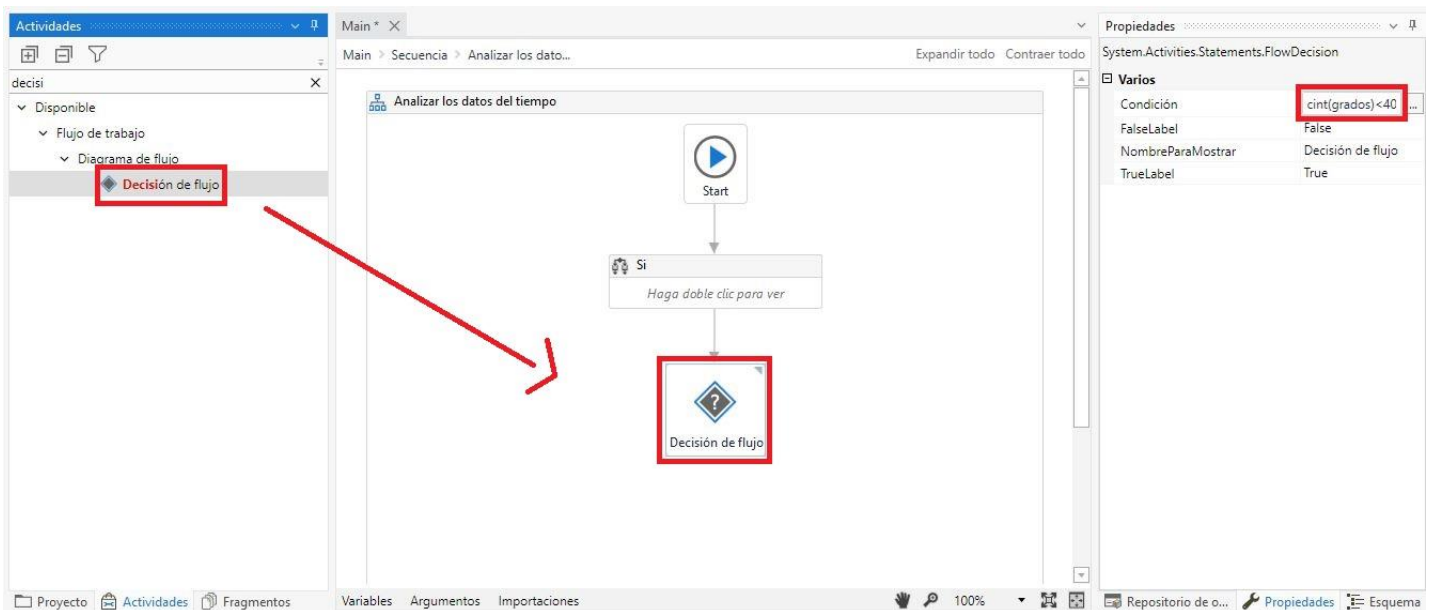 Actividades
decisi
Disponible
Flujo de trabajo
Diagrama de flujo
Decisión de flujo
Proyecto Actividades Fragmentos
Main *
Main > Secuencia > Analizar los dato... Expandir todo Contraer todo
Analizar los datos del tiempo
Start
Si
Haga doble clic para ver
?
Decisión de flujo
Variables Argumentos Importaciones 100%
Propiedades
System.Activities.Statements.FlowDecision
Varios
Condición cint(grados)<40 ...
FalseLabel False
NombreParaMostrar Decisión de flujo
TrueLabel True
Repositorio de o... Propiedades Esquema